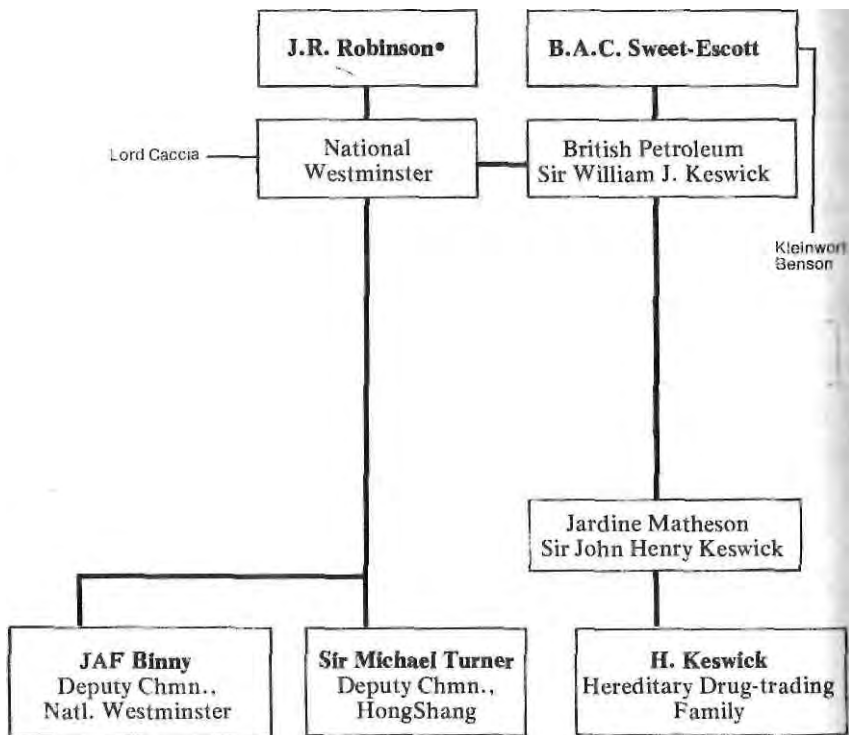 J.R. Robinson•
B.A.C. Sweet-Escott
Lord Caccia
National
Westminster
British Petroleum
Sir William J. Keswick
Kleinwort
Benson
Jardine Matheson
Sir John Henry Keswick
JAF Binny
Deputy Chmn.,
Natl. Westminster
Sir Michael Turner
Deputy Chmn.,
HongShang
H. Keswick
Hereditary Drug-trading
Family